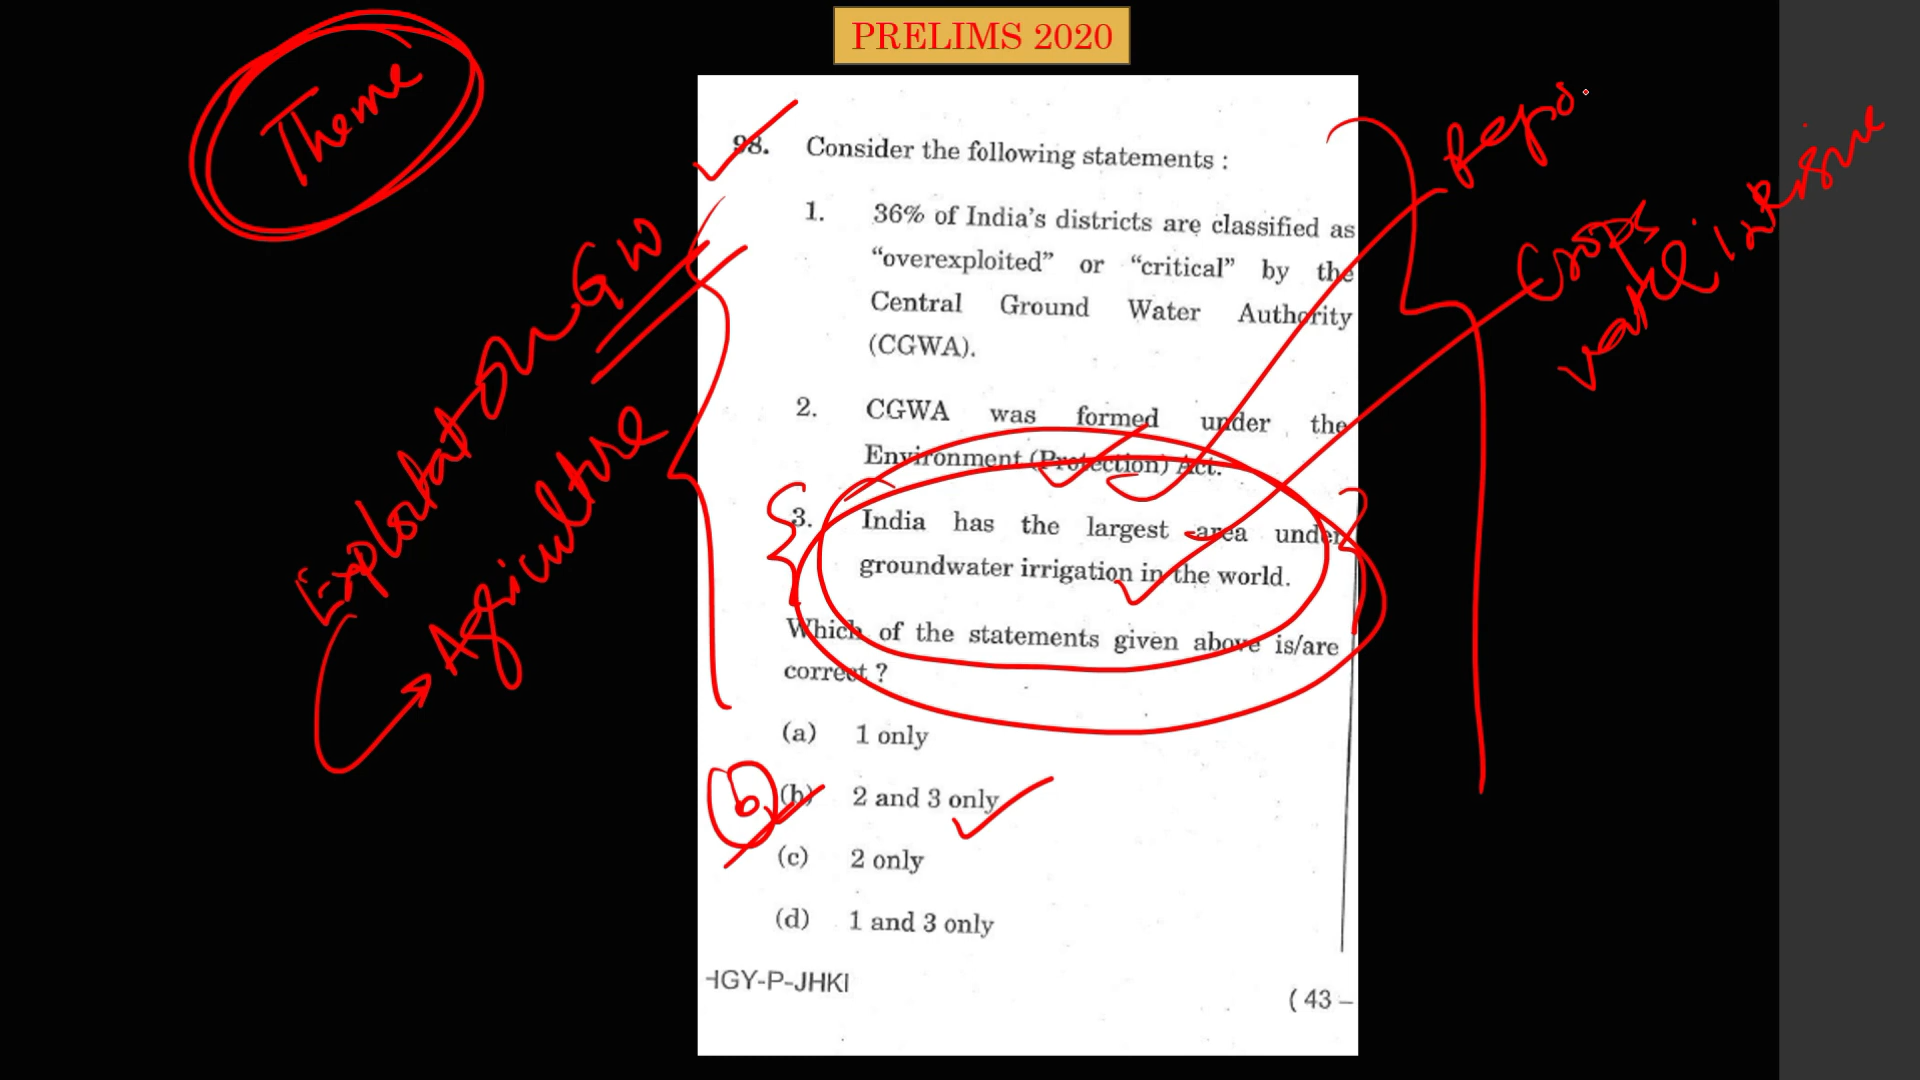 PRELIMS 2020
Theme
98. Consider the following statements :
1. 36% of India's districts are classified as
"overexploited" or "critical" by the
Central Ground Water Authority
(CGWA).
2. CGWA was formed under the
Environment (Protection) Act.
3. India has the largest area under
groundwater irrigation in the world.
Which of the statements given above is/are
correct ?
(a) 1 only
b (b) 2 and 3 only
(c) 2 only
(d) 1 and 3 only
HGY-P-JHKI
( 43 –
GW
Agriculture
Crops